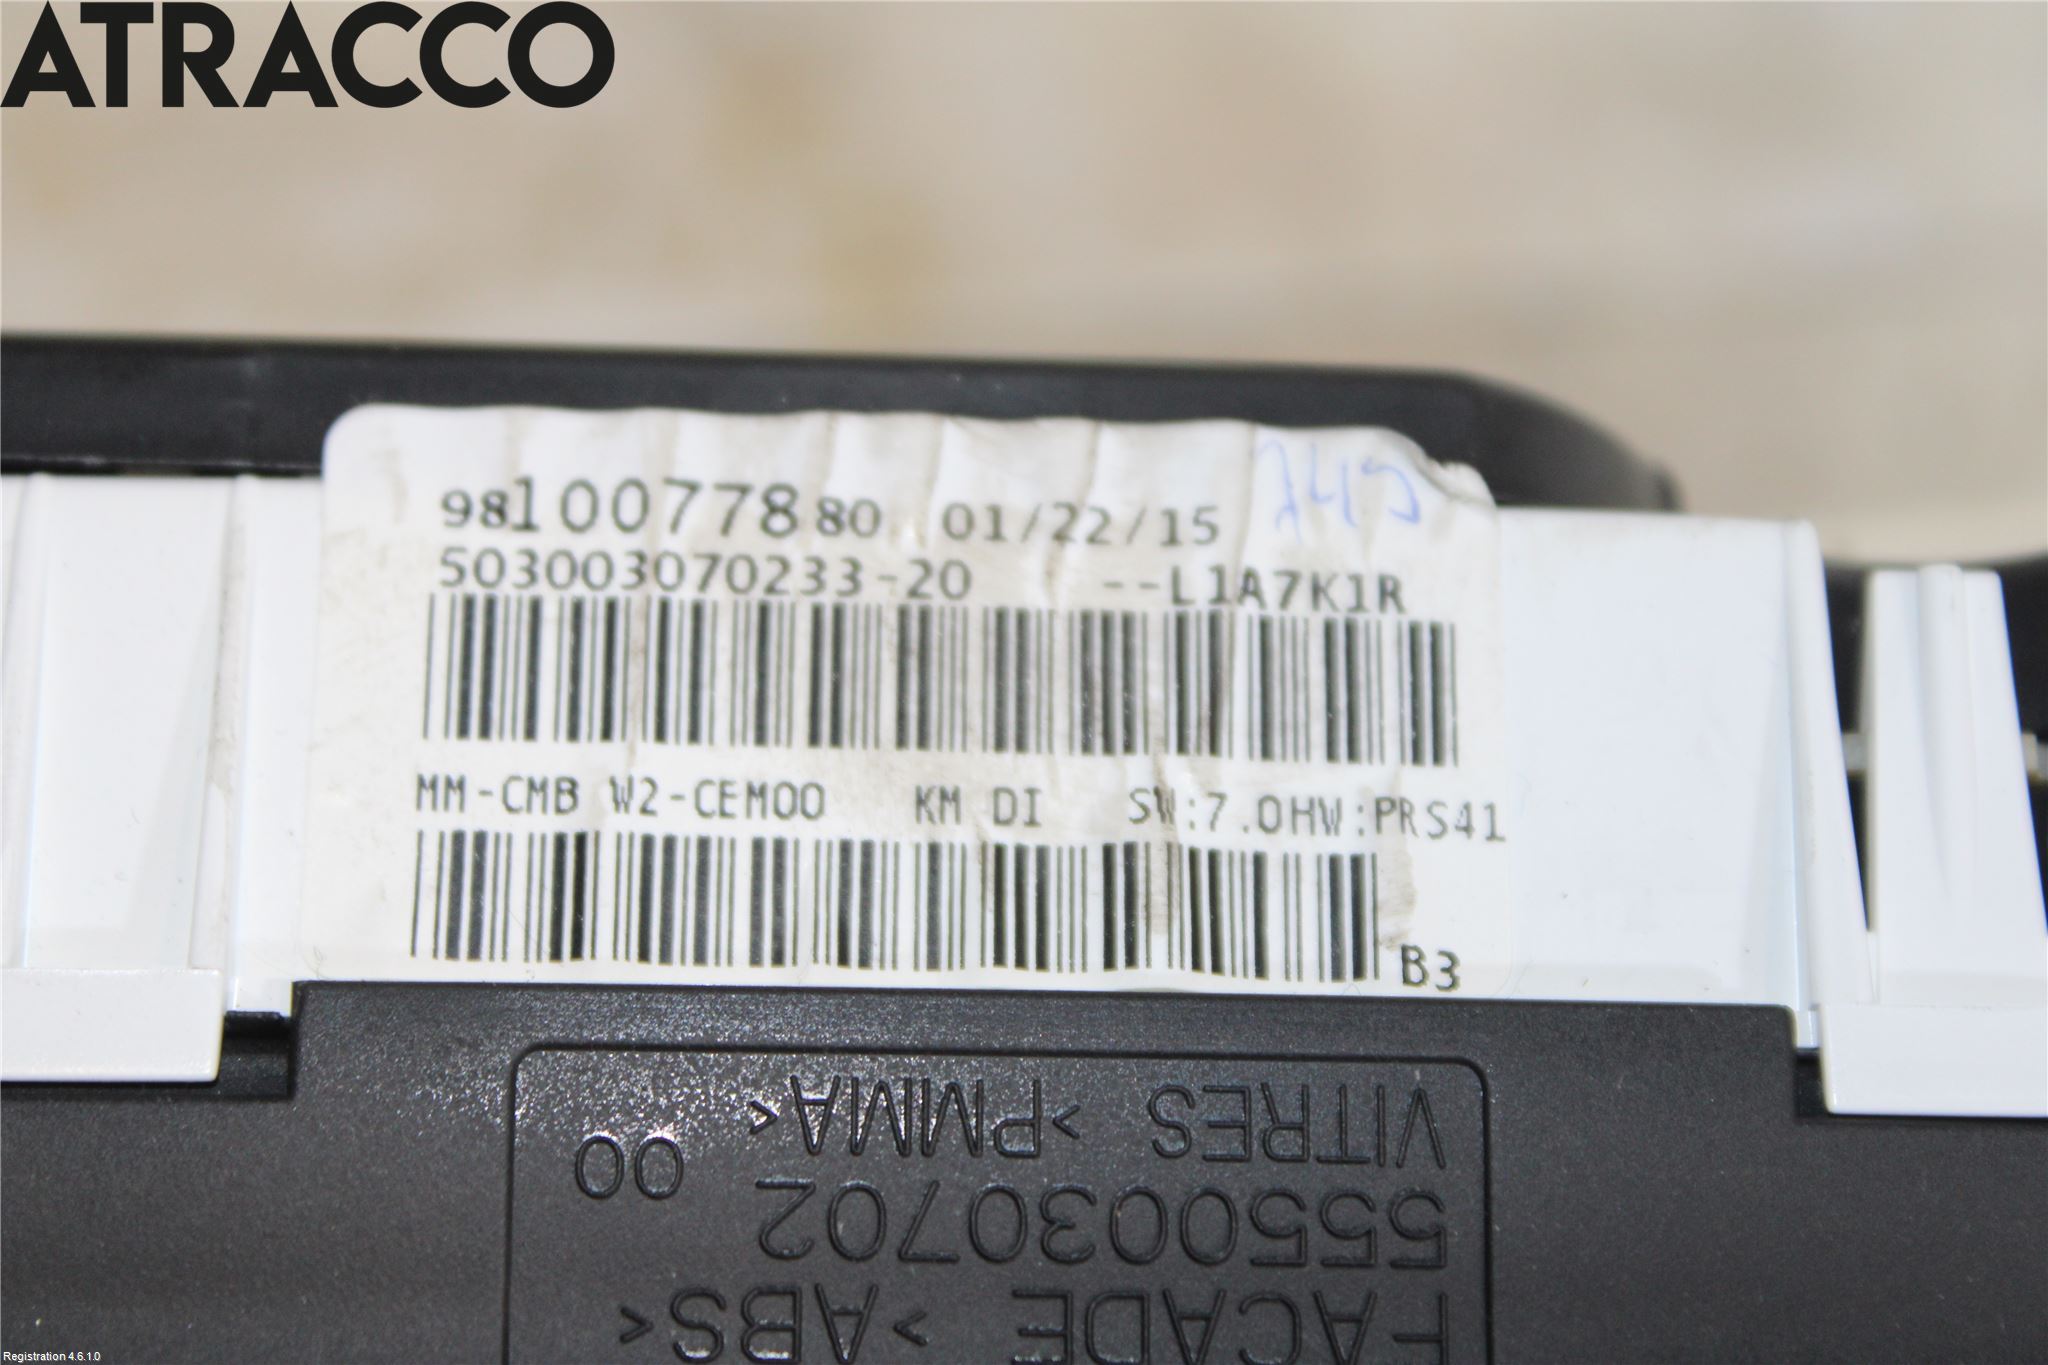 ATRACCO
9810077880 01/22/15
503003070233-20 --L1A7K1R
MM-CMB W2-CEM00 KM DI SW:7.0HW:PRS41
B3
FACADE >ABS<
5550030702
VITRES >PMMA<
00
Registration 4.6.1.0